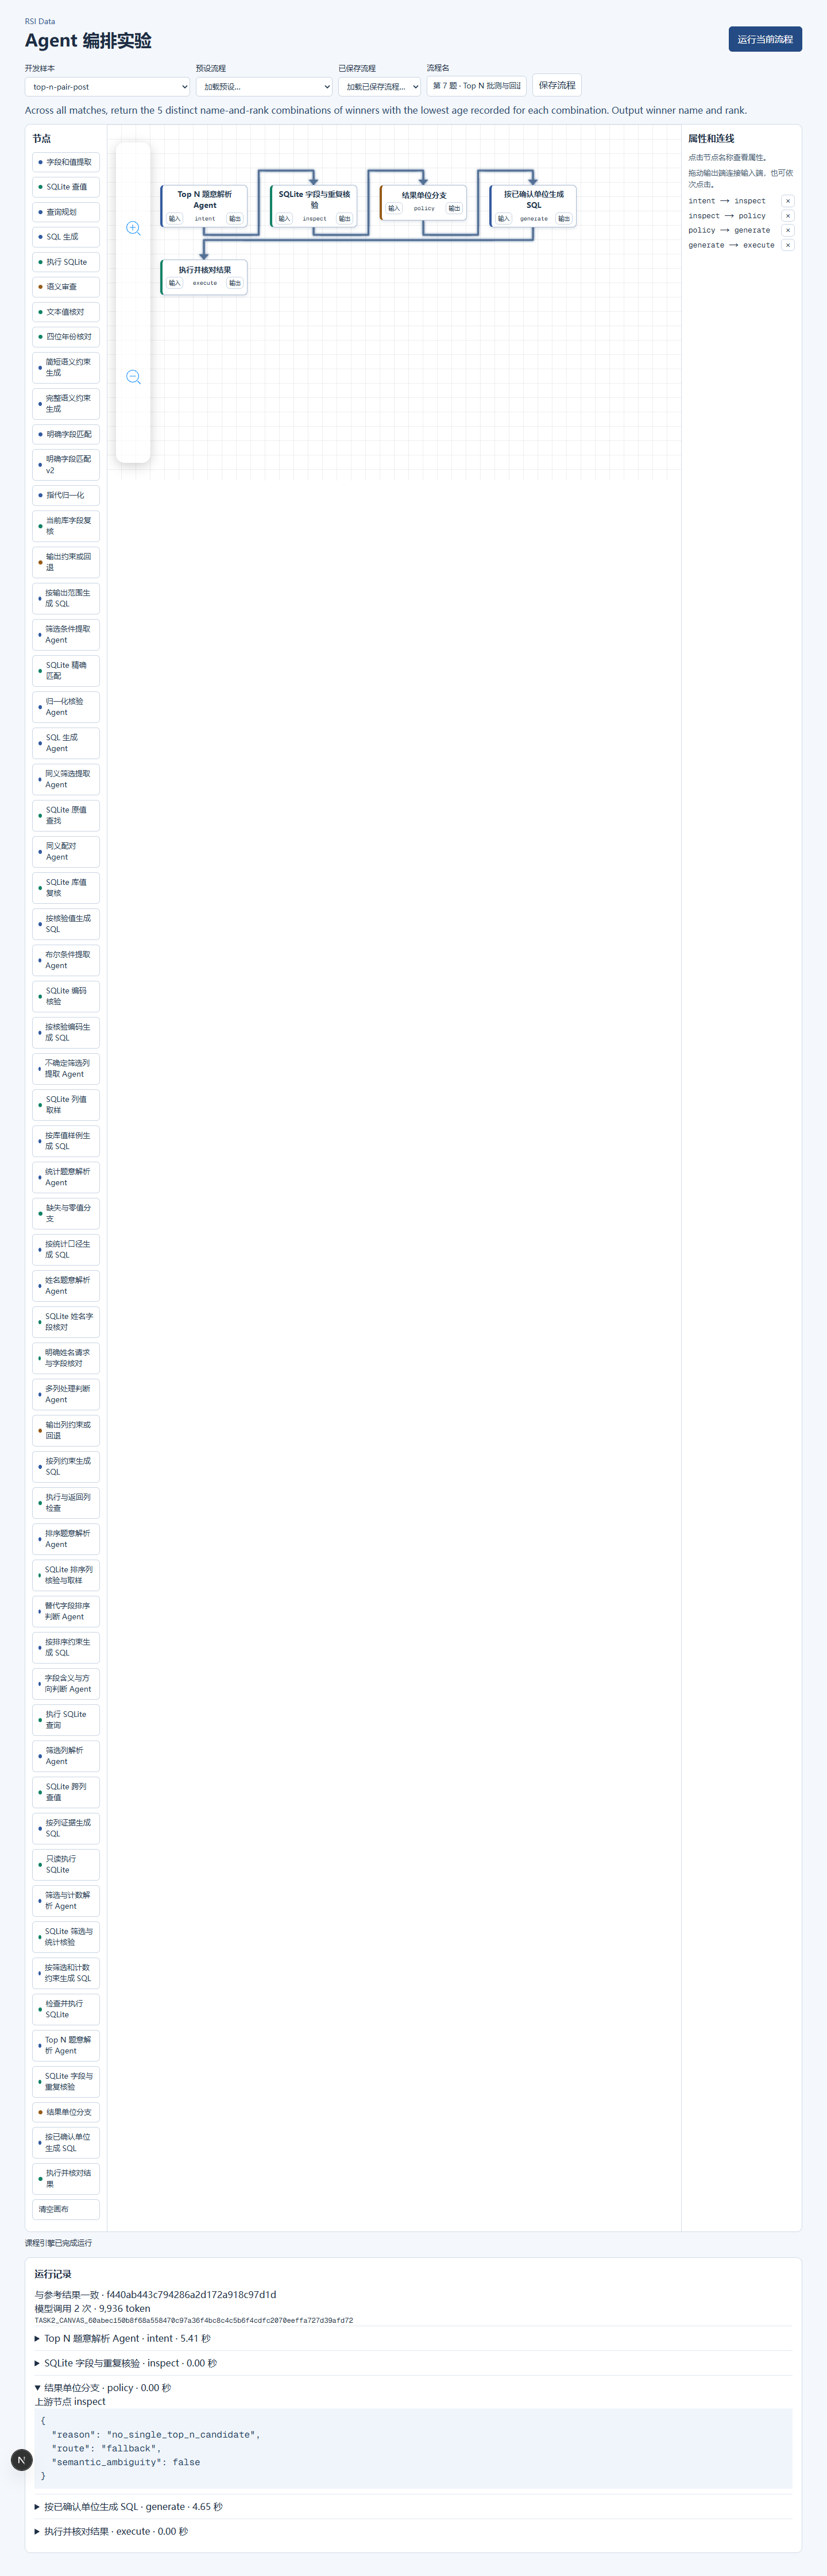 RSI Data
Agent 编排实验
运行当前流程
开发样本
预设流程
已保存流程
流程名
top-n-pair-post
加载预设...
加载已保存流程...
第 7 题 · Top N 批测与回
保存流程
Across all matches, return the 5 distinct name-and-rank combinations of winners with the lowest age recorded for each combination. Output winner name and rank.
节点
字段和值提取
SQLite 查值
查询规划
SQL 生成
执行 SQLite
语义审查
文本值核对
四位年份核对
简短语义约束
生成
完整语义约束
生成
明确字段匹配
明确字段匹配
v2
指代归一化
当前库字段复
核
输出约束或回
退
按输出范围生
成 SQL
筛选条件提取
Agent
SQLite 精确
匹配
归一化核验
Agent
SQL 生成
Agent
同义筛选提取
Agent
SQLite 原值
查找
同义配对
Agent
SQLite 库值
复核
按核验值生成
SQL
布尔条件提取
Agent
SQLite 编码
核验
按核验编码生
成 SQL
不确定筛选列
提取 Agent
SQLite 列值
取样
按库值样例生
成 SQL
统计题意解析
Agent
缺失与零值分
支
按统计口径生
成 SQL
姓名题意解析
Agent
SQLite 姓名字
段核对
明确姓名请求
与字段核对
多列处理判断
Agent
输出列约束或
回退
按列约束生成
SQL
执行与返回列
检查
排序题意解析
Agent
SQLite 排序列
核验与取样
替代字段排序
判断 Agent
按排序约束生
成 SQL
字段含义与方
向判断 Agent
执行 SQLite
查询
筛选列解析
Agent
SQLite 跨列
查值
按列证据生成
SQL
只读执行
SQLite
筛选与计数解
析 Agent
SQLite 筛选与
统计核验
按筛选和计数
约束生成 SQL
检查并执行
SQLite
Top N 题意解
析 Agent
SQLite 字段与
重复核验
结果单位分支
按已确认单位
生成 SQL
执行并核对结
果
清空画布
Top N 题意解析
Agent
输入 intent 输出
SQLite 字段与重复核
验
输入 inspect 输出
结果单位分支
输入 policy 输出
按已确认单位生成
SQL
输入 generate 输出
执行并核对结果
输入 execute 输出
属性和连线
点击节点名称查看属性。
拖动输出端连接输入端，也可依
次点击。
intent → inspect ×
inspect → policy ×
policy → generate ×
generate → execute ×
课程引擎已完成运行
运行记录
与参考结果一致 · f440ab443c794286a2d172a918c97d1d
模型调用 2 次 · 9,936 token
TASK2_CANVAS_60abec150b8f68a558470c97a36f4bc8c4c5b6f4cdfc2070eeffa727d39afd72
▶ Top N 题意解析 Agent · intent · 5.41 秒
▶ SQLite 字段与重复核验 · inspect · 0.00 秒
▼ 结果单位分支 · policy · 0.00 秒
上游节点 inspect
{
"reason": "no_single_top_n_candidate",
"route": "fallback",
"semantic_ambiguity": false
}
▶ 按已确认单位生成 SQL · generate · 4.65 秒
▶ 执行并核对结果 · execute · 0.00 秒
N